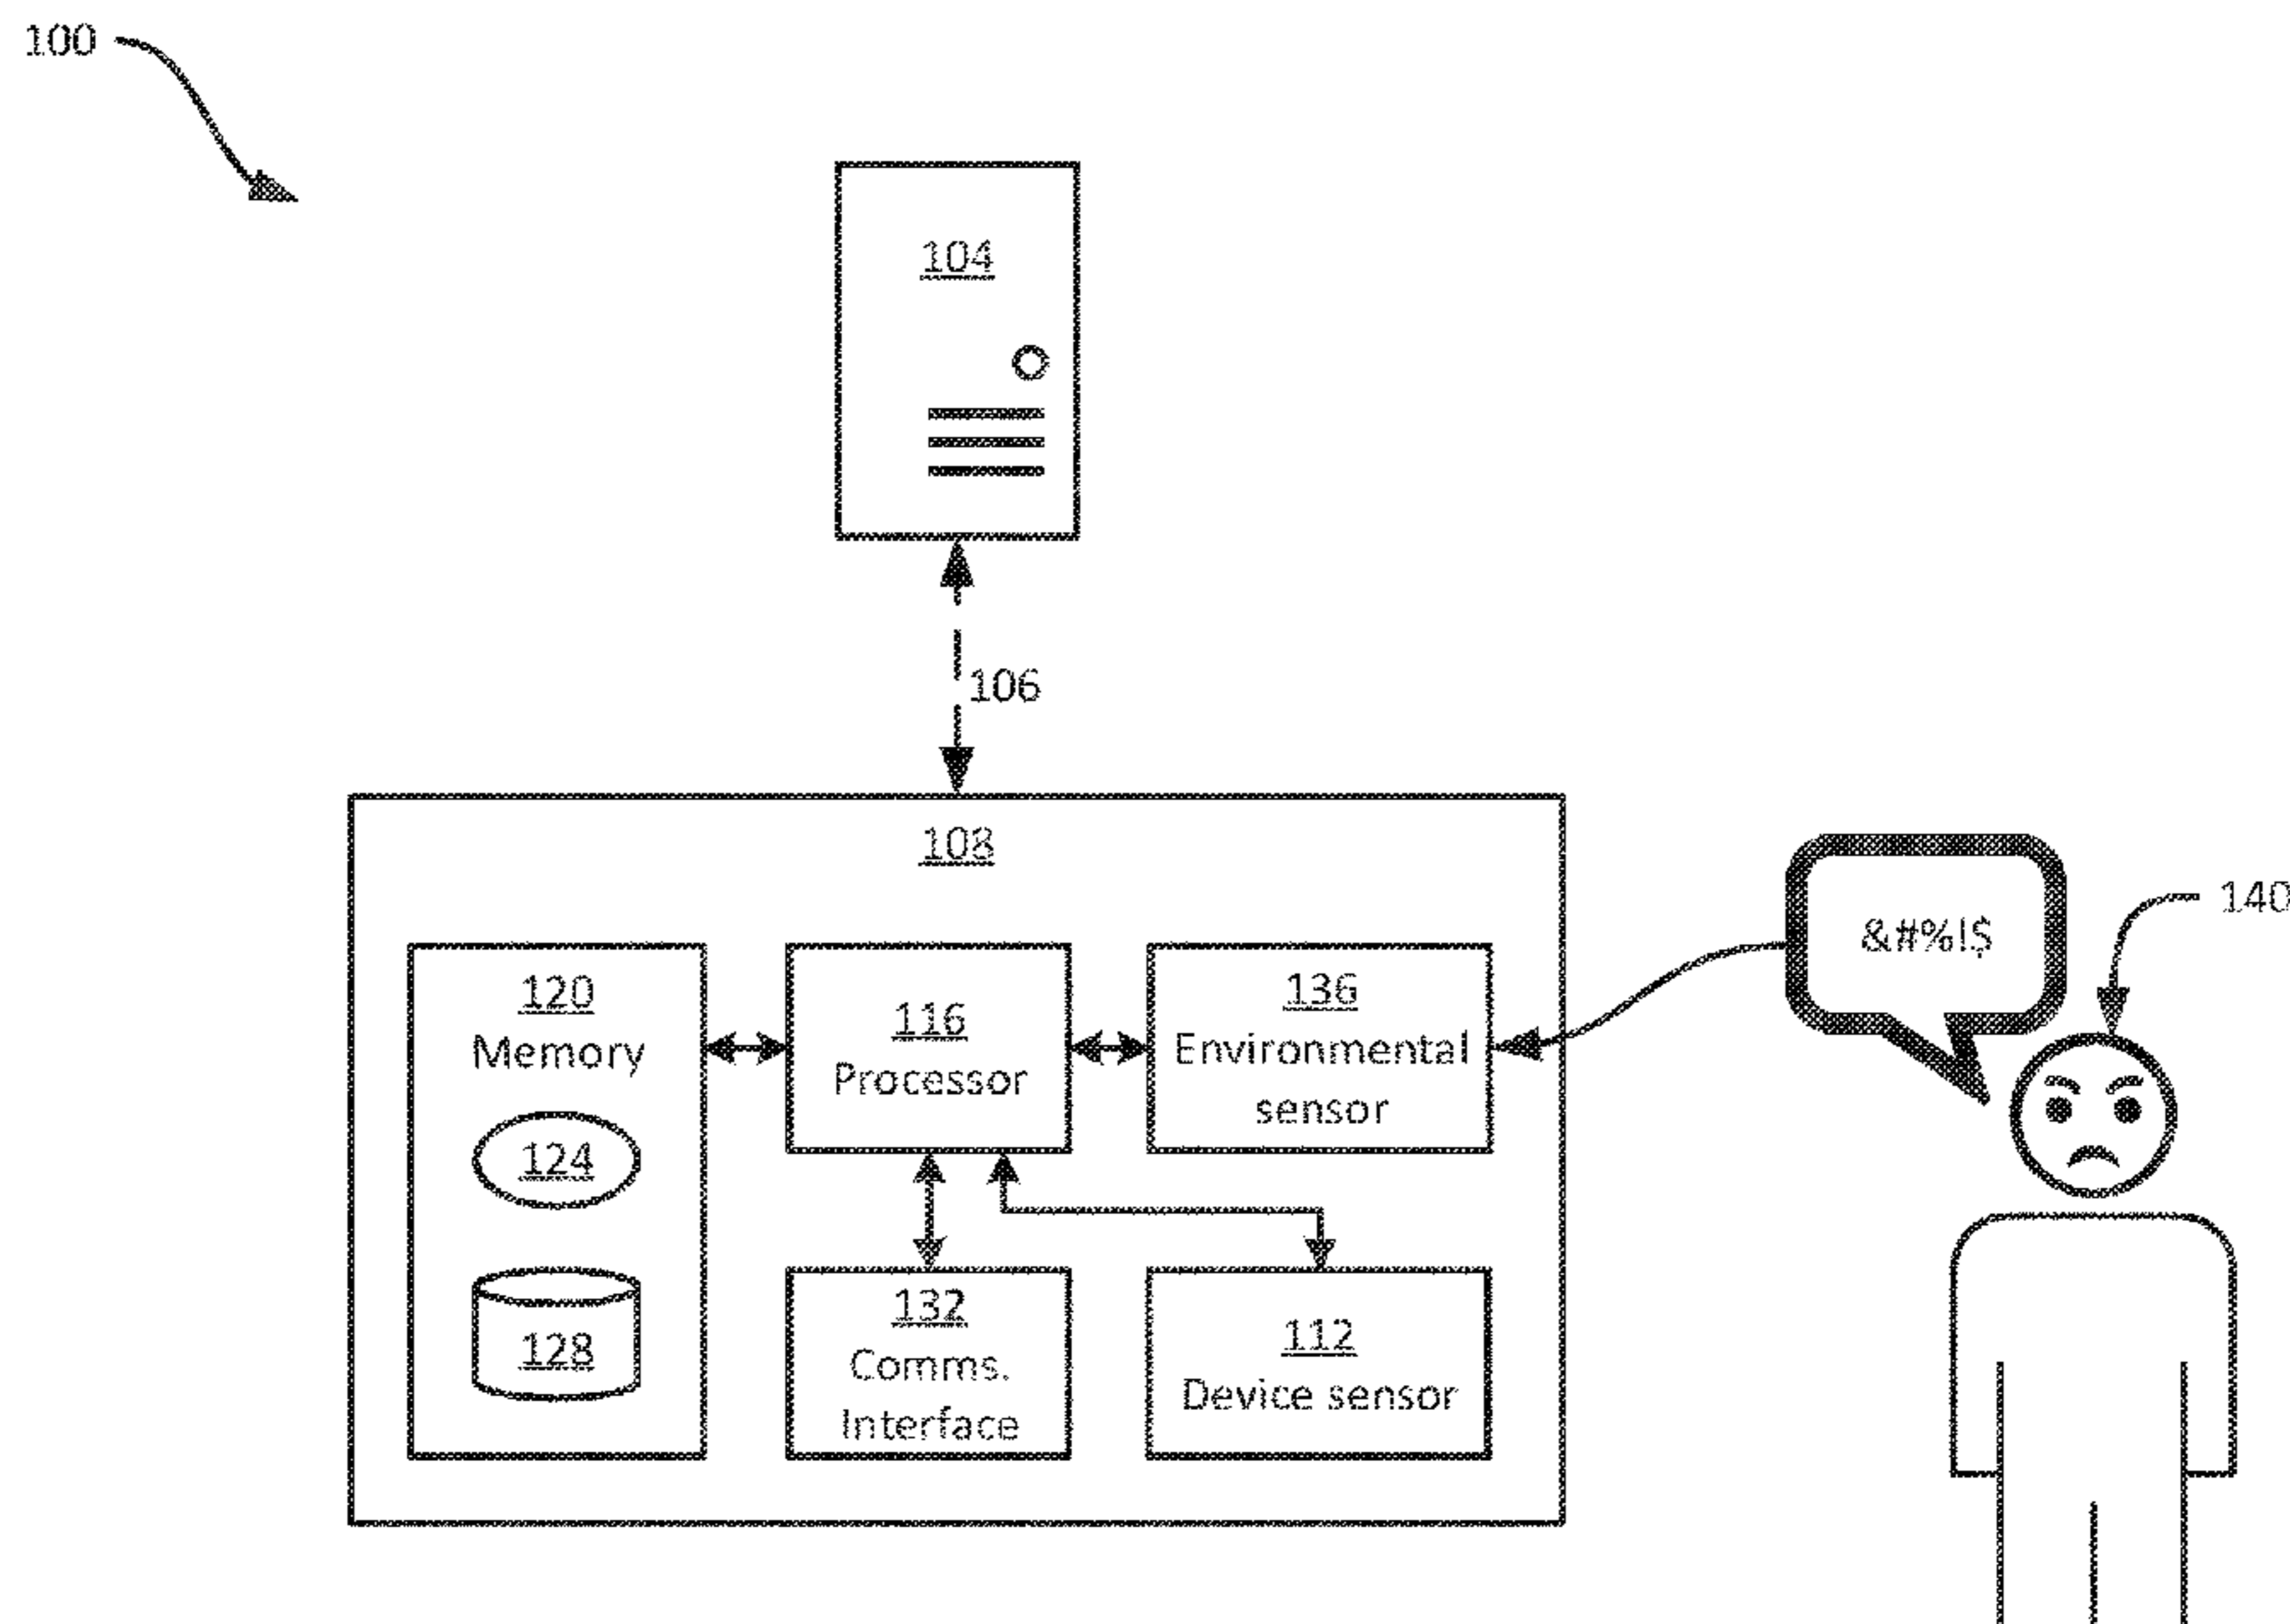 100
104
106
108
120
Memory
124
128
116
Processor
136
Environmental
sensor
132
Comms.
Interface
112
Device sensor
&#%!$
140